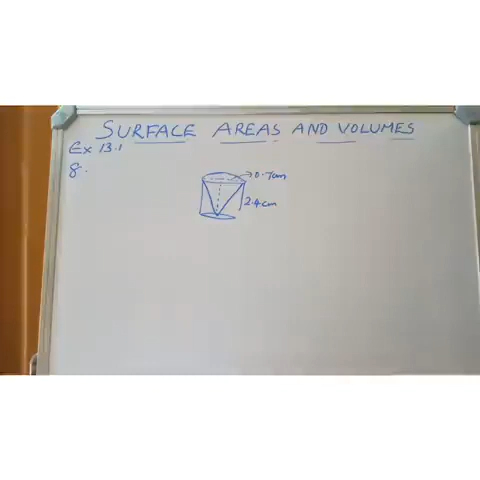 SURFACE AREAS AND VOLUMES
Ex 13.1
8.
0.7cm
2.4cm